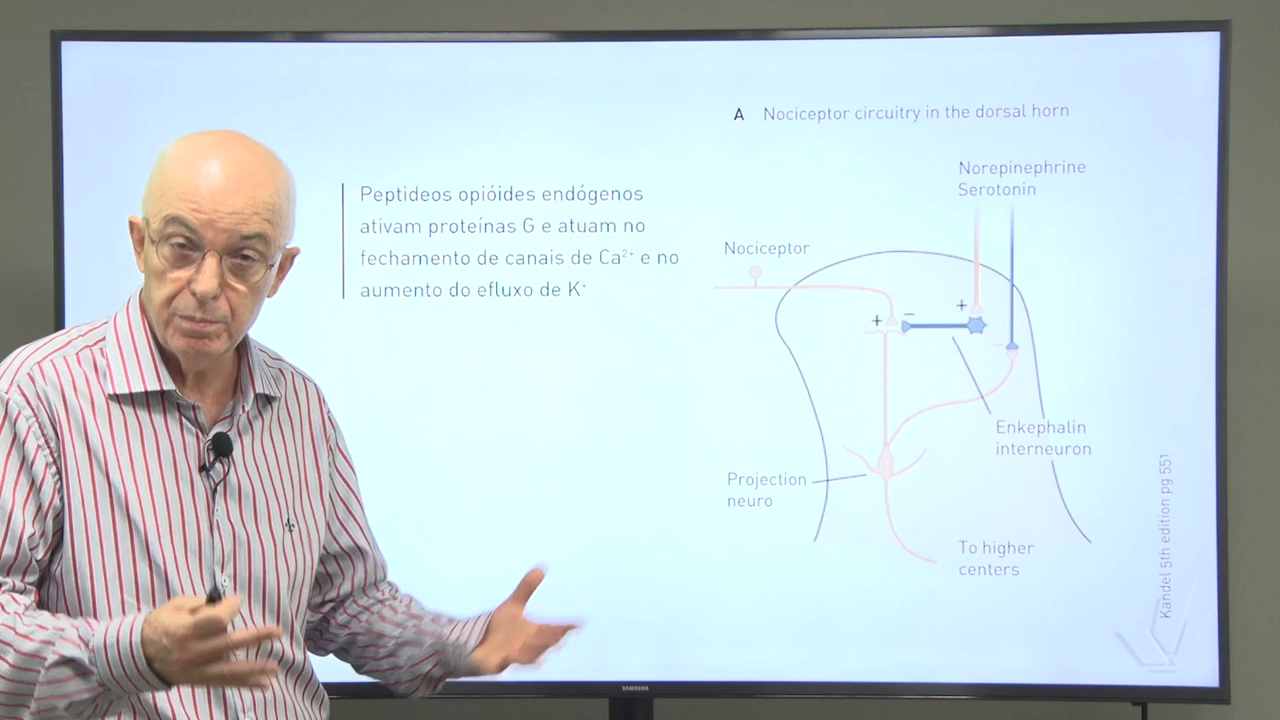 A Nociceptor circuitry in the dorsal horn
Norepinephrine
Serotonin
Peptídeos opióides endógenos
ativam proteínas G e atuam no
fechamento de canais de Ca²⁺ e no
aumento do efluxo de K⁺
Nociceptor
+
−
+
−
Enkephalin
interneuron
Projection
neuro
To higher
centers
Kandel 5th edition pg 551
SAMSUNG